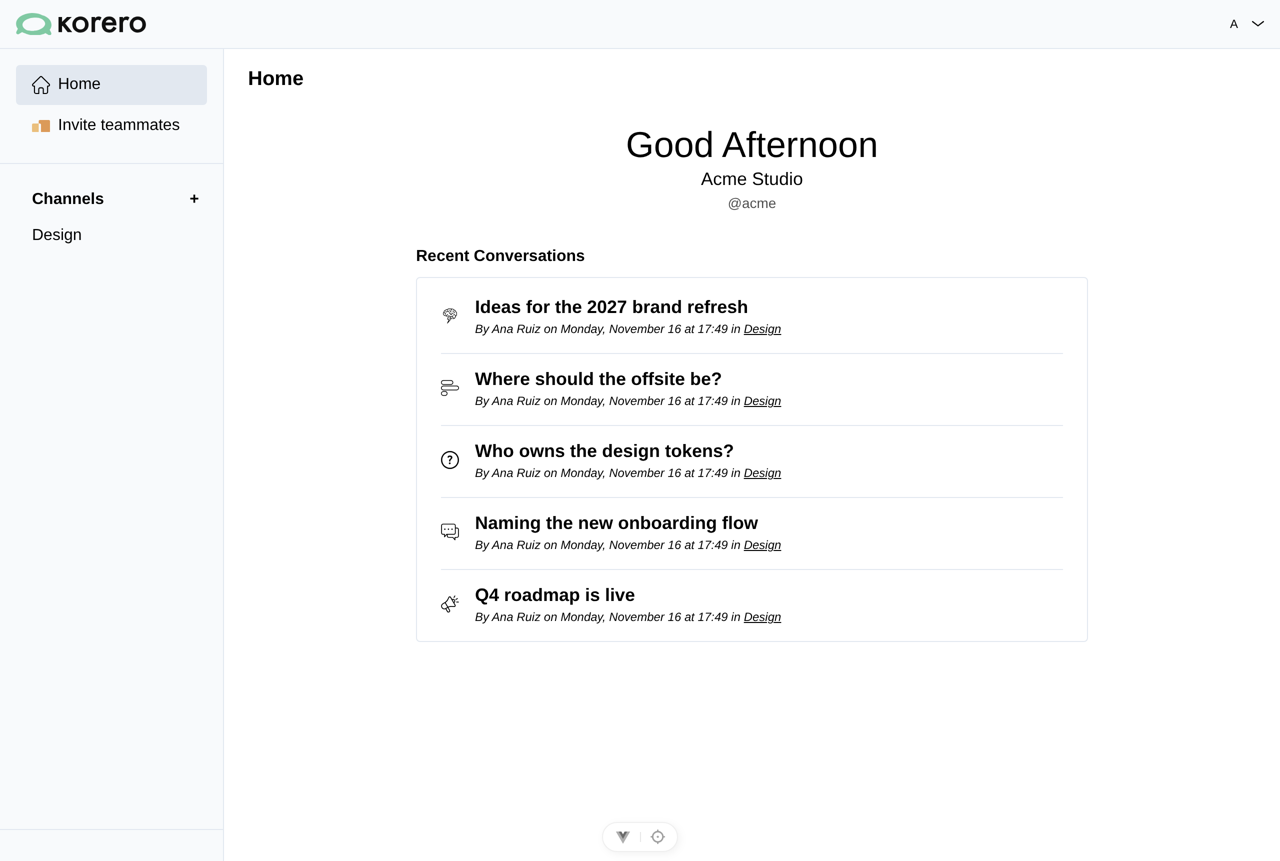 Korero
A
Home
Invite teammates
Channels +
Design
Home
Good Afternoon
Acme Studio
@acme
Recent Conversations
Ideas for the 2027 brand refresh
By Ana Ruiz on Monday, November 16 at 17:49 in Design
Where should the offsite be?
By Ana Ruiz on Monday, November 16 at 17:49 in Design
Who owns the design tokens?
By Ana Ruiz on Monday, November 16 at 17:49 in Design
Naming the new onboarding flow
By Ana Ruiz on Monday, November 16 at 17:49 in Design
Q4 roadmap is live
By Ana Ruiz on Monday, November 16 at 17:49 in Design